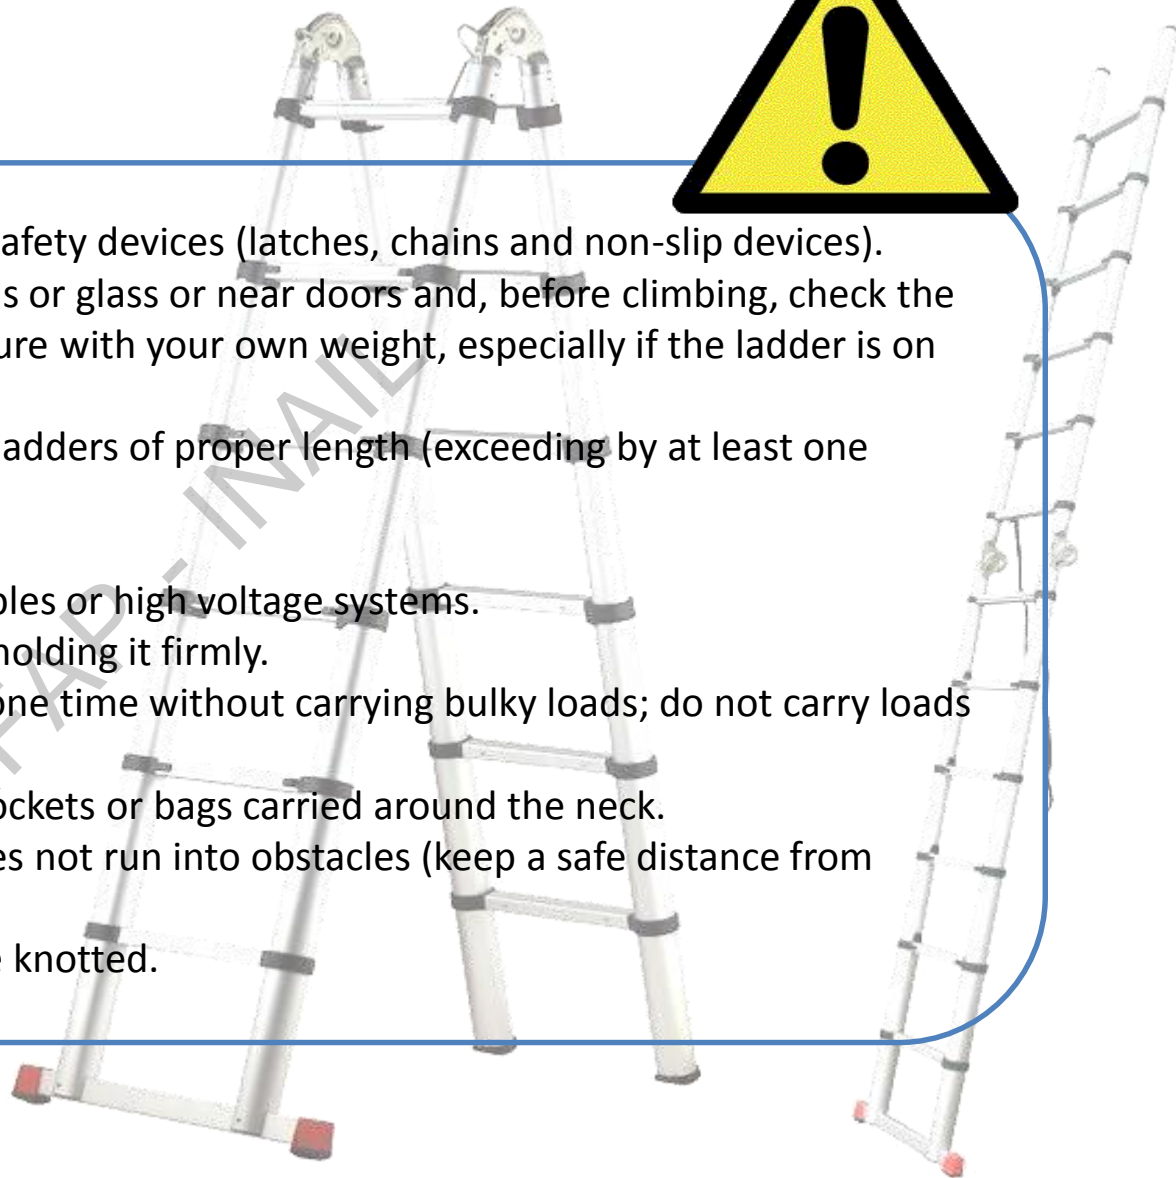 afety devices (latches, chains and non-slip devices).
s or glass or near doors and, before climbing, check the
ure with your own weight, especially if the ladder is on
adders of proper length (exceeding by at least one
bles or high voltage systems.
holding it firmly.
one time without carrying bulky loads; do not carry loads
ockets or bags carried around the neck.
es not run into obstacles (keep a safe distance from
e knotted.
FAP - INAIL